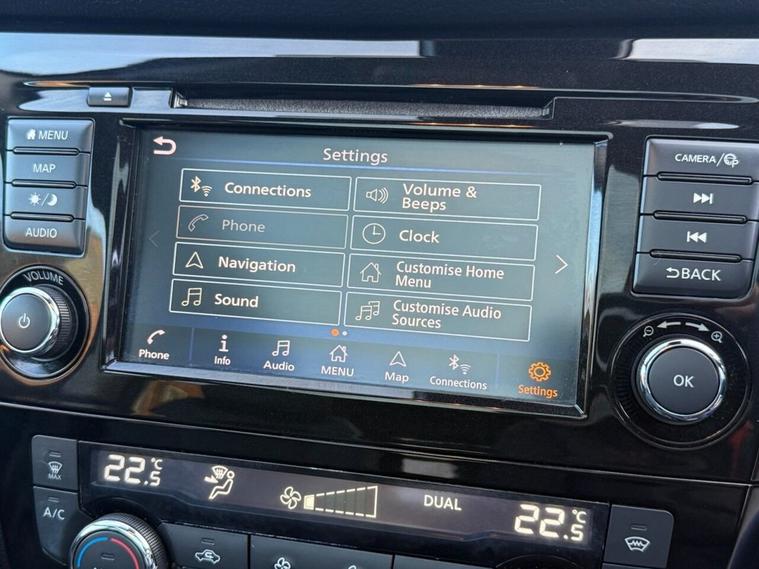 MENU
MAP
AUDIO
VOLUME
Settings
Connections
Volume &
Beeps
Phone
Clock
Navigation
Customise Home
Menu
Sound
Customise Audio
Sources
Phone
Info
Audio
MENU
Map
Connections
Settings
CAMERA/
BACK
OK
MAX
A/C
22.5°C
DUAL
22.5°C